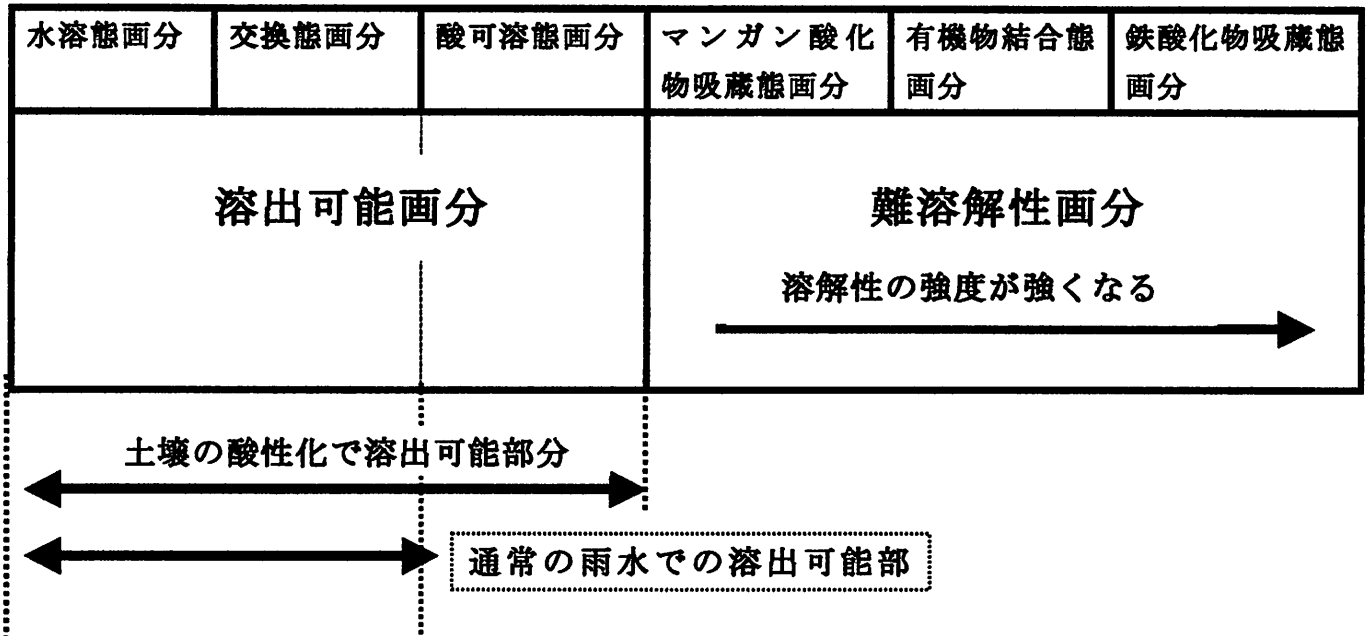 水溶態画分
交換態画分
酸可溶態画分
マンガン酸化
物吸蔵態画分
有機物結合態
画分
鉄酸化物吸蔵態
画分
溶出可能画分
難溶解性画分
溶解性の強度が強くなる
土壌の酸性化で溶出可能部分
通常の雨水での溶出可能部